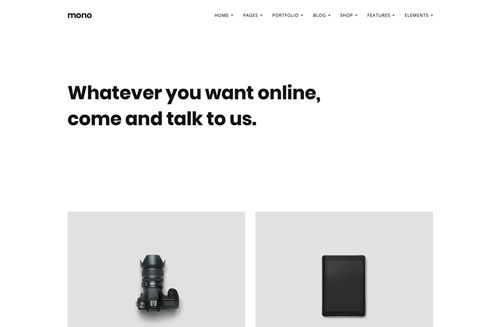 mono
HOME
PAGES
PORTFOLIO
BLOG
SHOP
FEATURES
ELEMENTS
Whatever you want online,
come and talk to us.